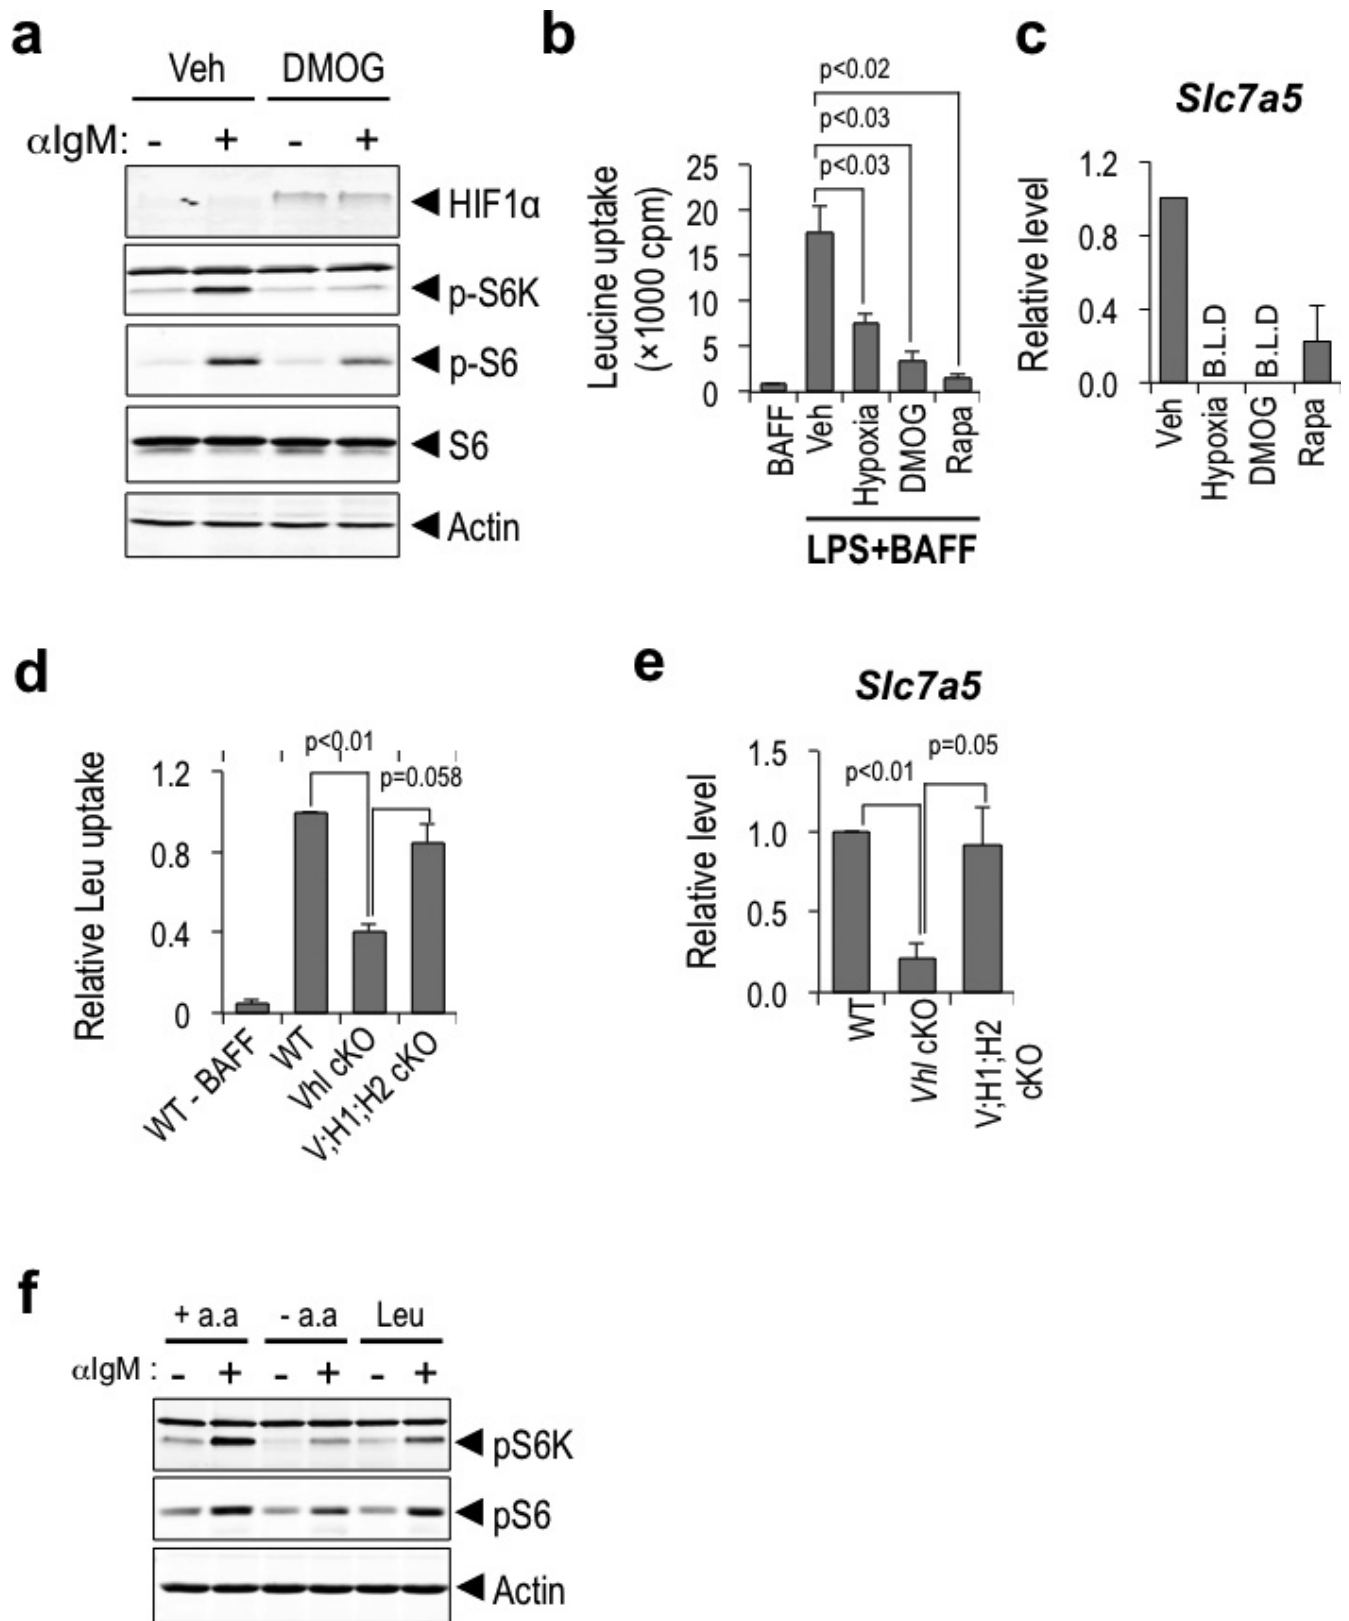 a
Veh DMOG
αIgM: - + - +
HIF1α
p-S6K
p-S6
S6
Actin
b
p<0.02
p<0.03
p<0.03
Leucine uptake
(×1000 cpm)
25
20
15
10
5
0
BAFF
Veh
Hypoxia
DMOG
Rapa
LPS+BAFF
c
Slc7a5
Relative level
1.2
0.8
0.4
0.0
B.L.D
B.L.D
Veh
Hypoxia
DMOG
Rapa
d
p<0.01
p=0.058
Relative Leu uptake
1.2
0.8
0.4
0
WT - BAFF
WT
Vhl cKO
V;H1;H2 cKO
e
Slc7a5
p<0.01
p=0.05
Relative level
1.5
1.0
0.5
0.0
WT
Vhl cKO
V;H1;H2
cKO
f
+ a.a - a.a Leu
αIgM : - + - + - +
pS6K
pS6
Actin